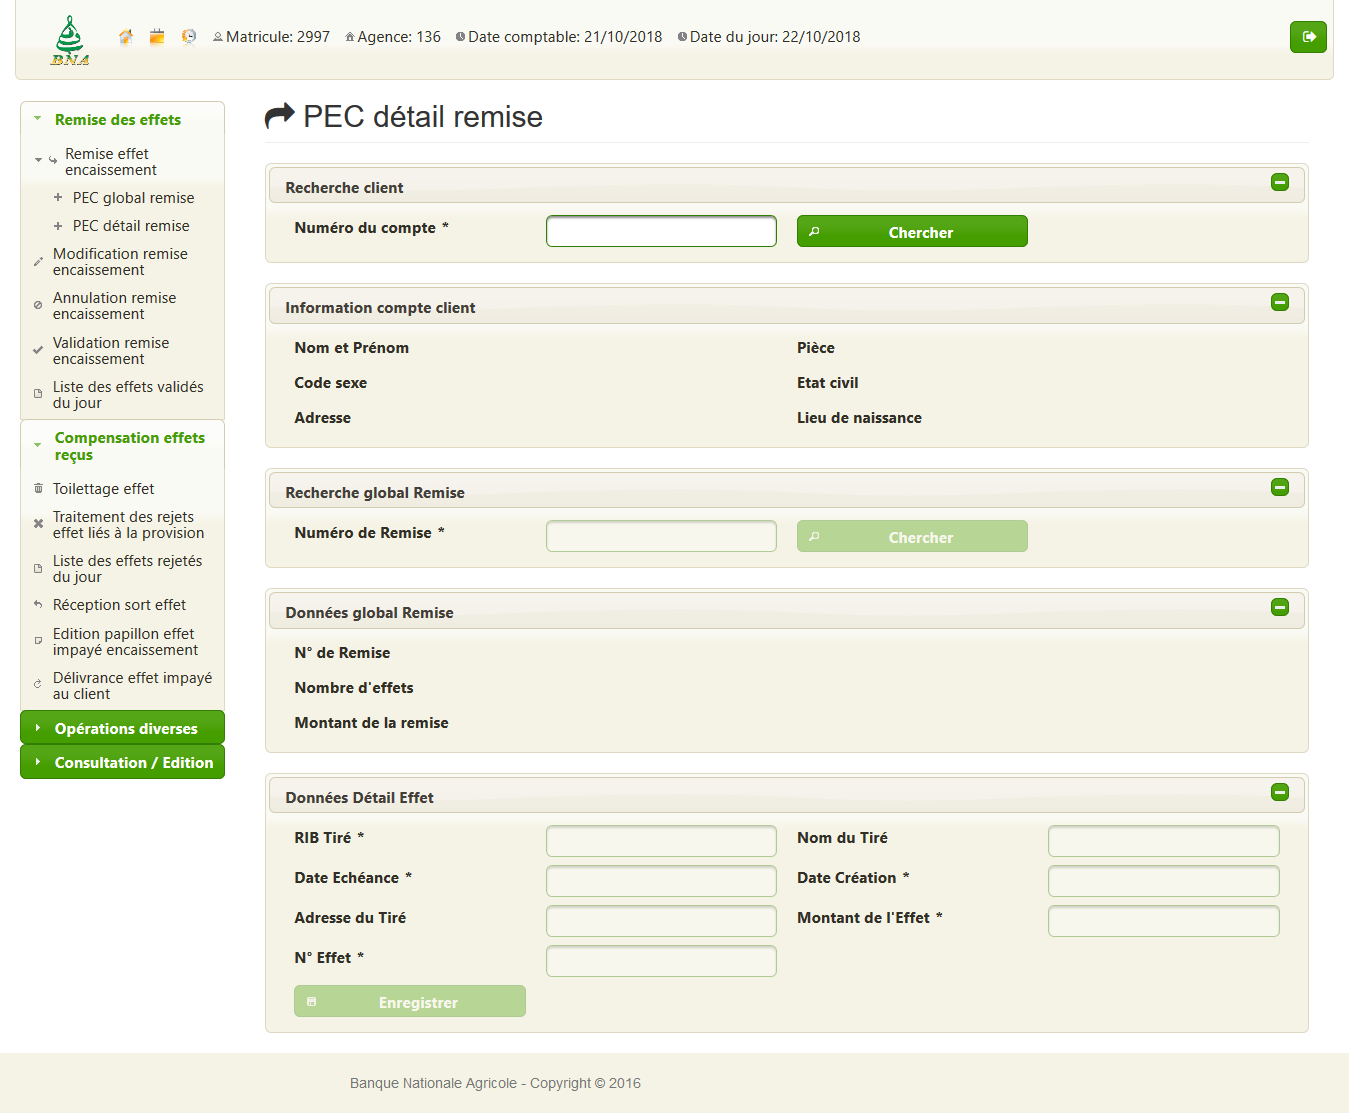 BNA
Matricule: 2997 Agence: 136 Date comptable: 21/10/2018 Date du jour: 22/10/2018
Remise des effets
Remise effet
encaissement
PEC global remise
PEC détail remise
Modification remise
encaissement
Annulation remise
encaissement
Validation remise
encaissement
Liste des effets validés
du jour
Compensation effets
reçus
Toilettage effet
Traitement des rejets
effet liés à la provision
Liste des effets rejetés
du jour
Réception sort effet
Edition papillon effet
impayé encaissement
Délivrance effet impayé
au client
Opérations diverses
Consultation / Edition
PEC détail remise
Recherche client
Numéro du compte * Chercher
Information compte client
Nom et Prénom Pièce
Code sexe Etat civil
Adresse Lieu de naissance
Recherche global Remise
Numéro de Remise * Chercher
Données global Remise
N° de Remise
Nombre d'effets
Montant de la remise
Données Détail Effet
RIB Tiré * Nom du Tiré
Date Echéance * Date Création *
Adresse du Tiré Montant de l'Effet *
N° Effet *
Enregistrer
Banque Nationale Agricole - Copyright © 2016